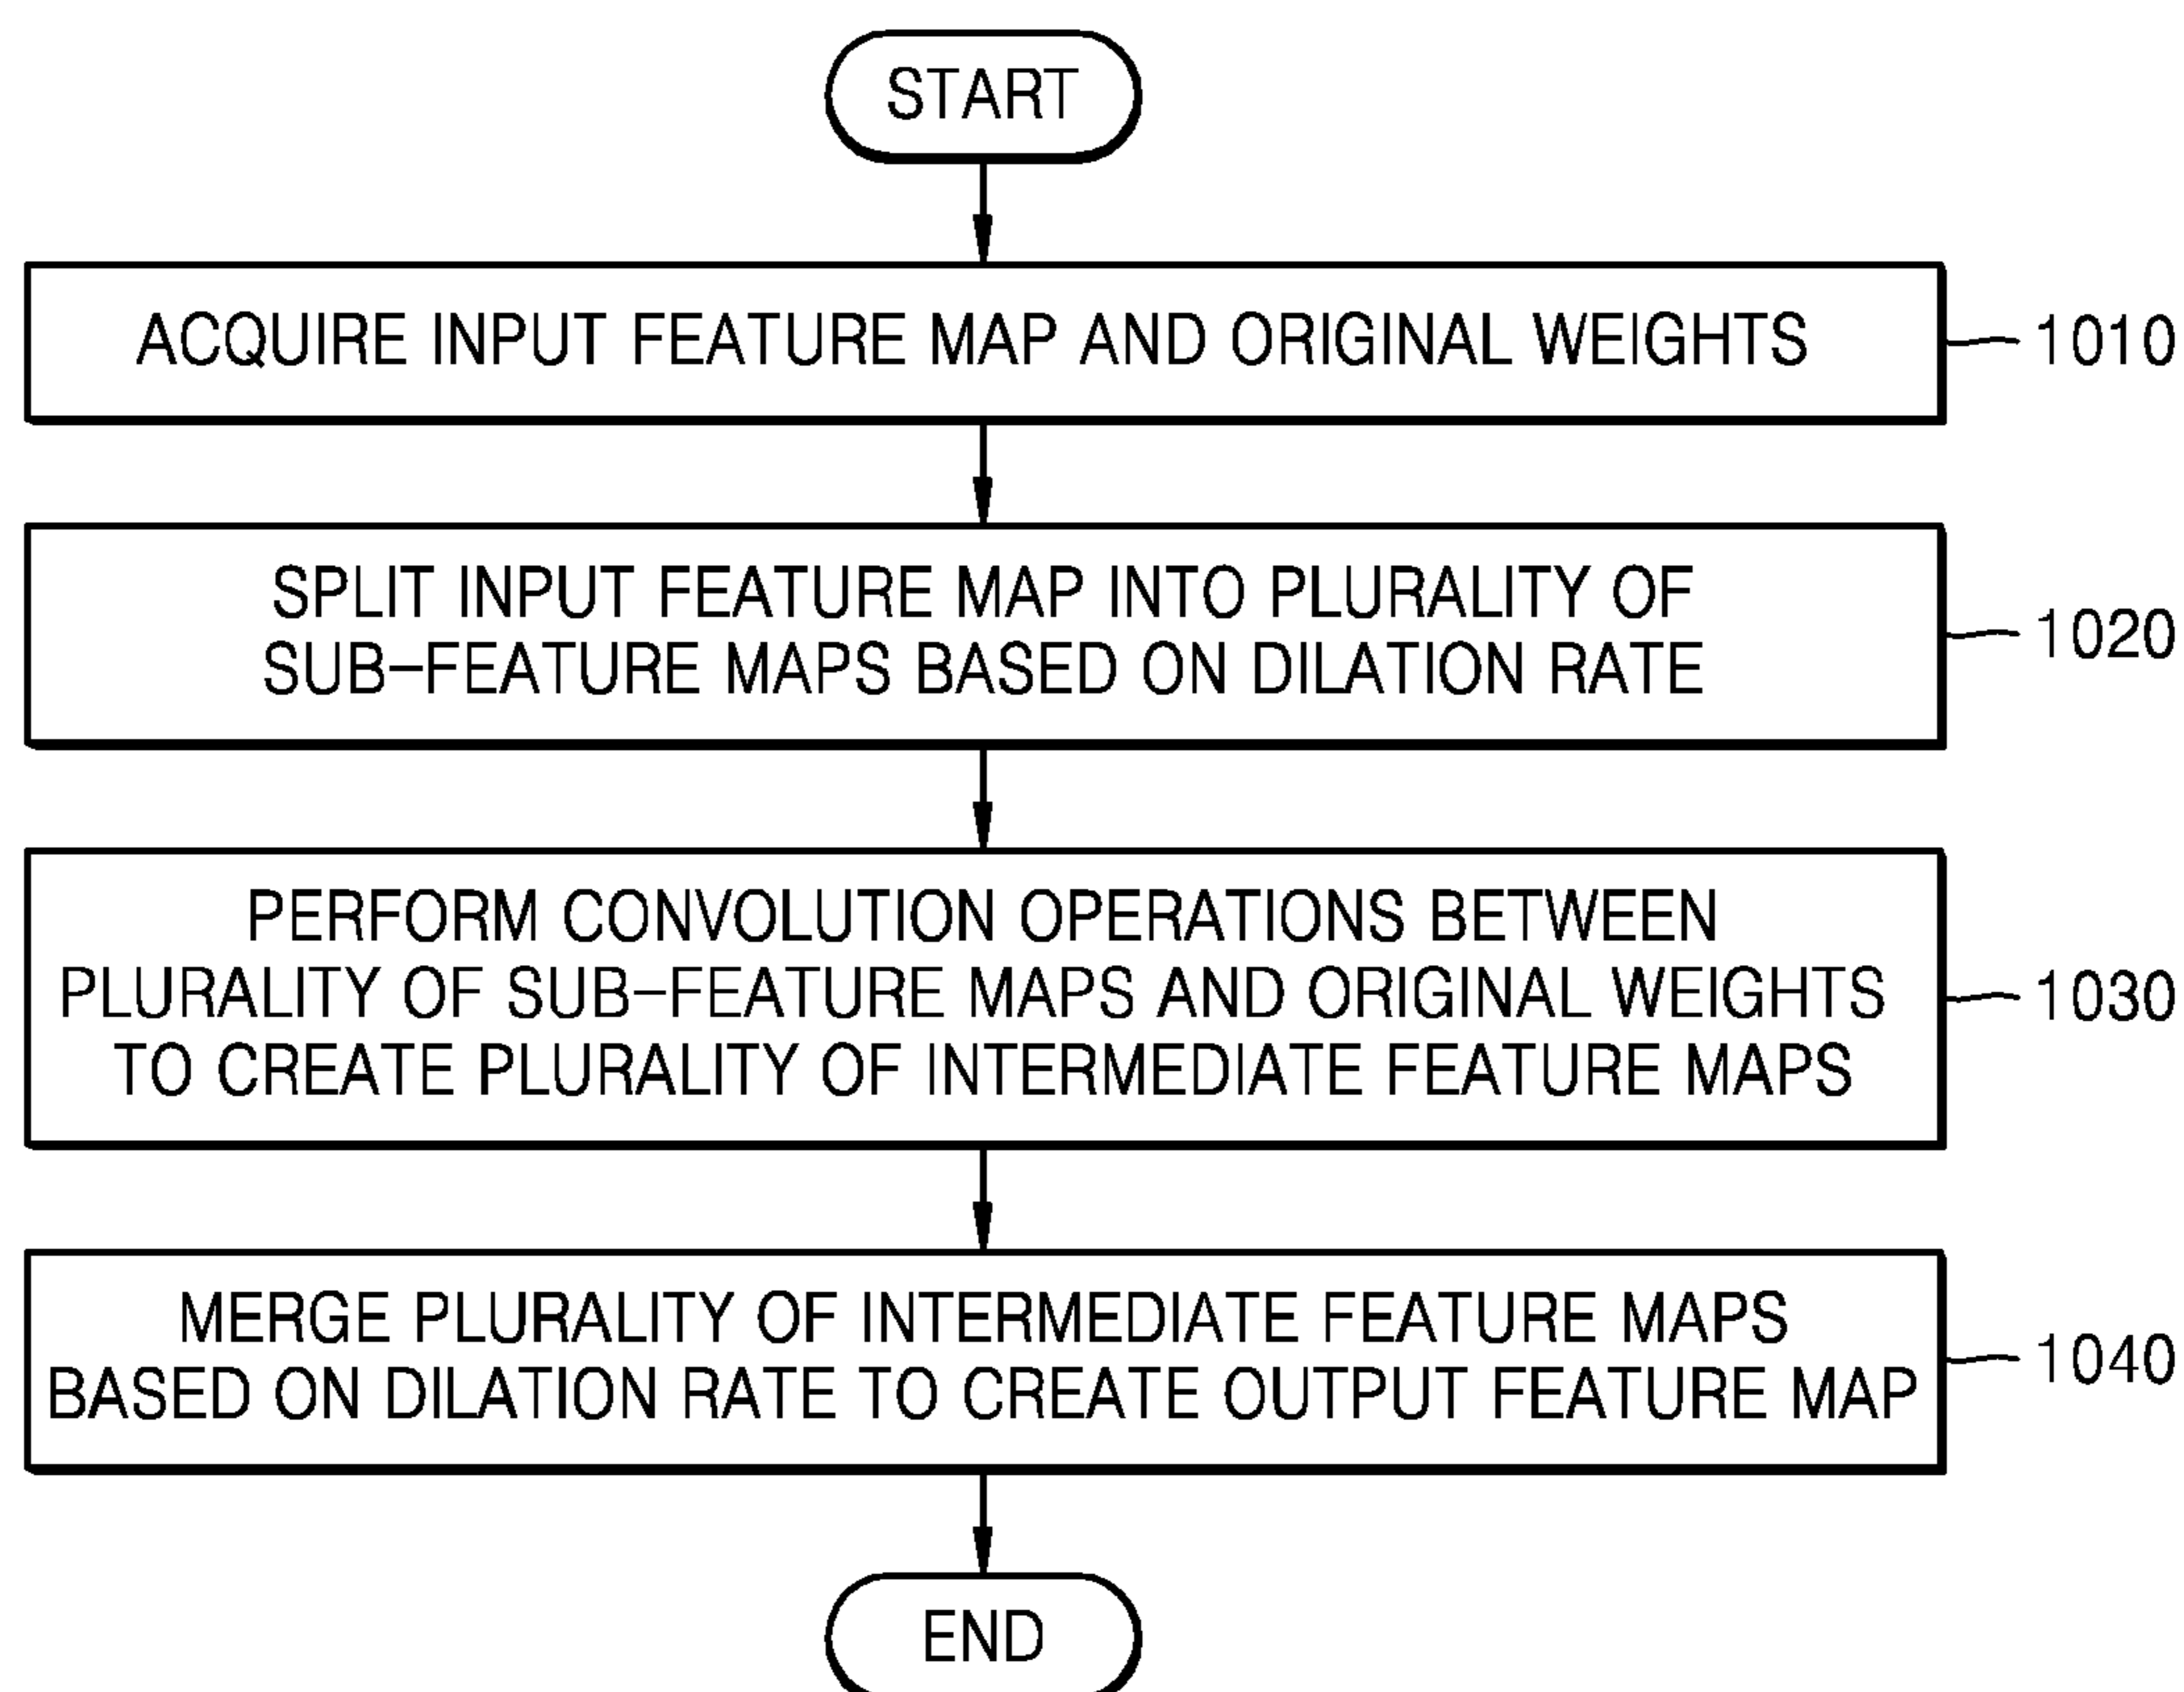 START
ACQUIRE INPUT FEATURE MAP AND ORIGINAL WEIGHTS
1010
SPLIT INPUT FEATURE MAP INTO PLURALITY OF
SUB-FEATURE MAPS BASED ON DILATION RATE
1020
PERFORM CONVOLUTION OPERATIONS BETWEEN
PLURALITY OF SUB-FEATURE MAPS AND ORIGINAL WEIGHTS
TO CREATE PLURALITY OF INTERMEDIATE FEATURE MAPS
1030
MERGE PLURALITY OF INTERMEDIATE FEATURE MAPS
BASED ON DILATION RATE TO CREATE OUTPUT FEATURE MAP
1040
END